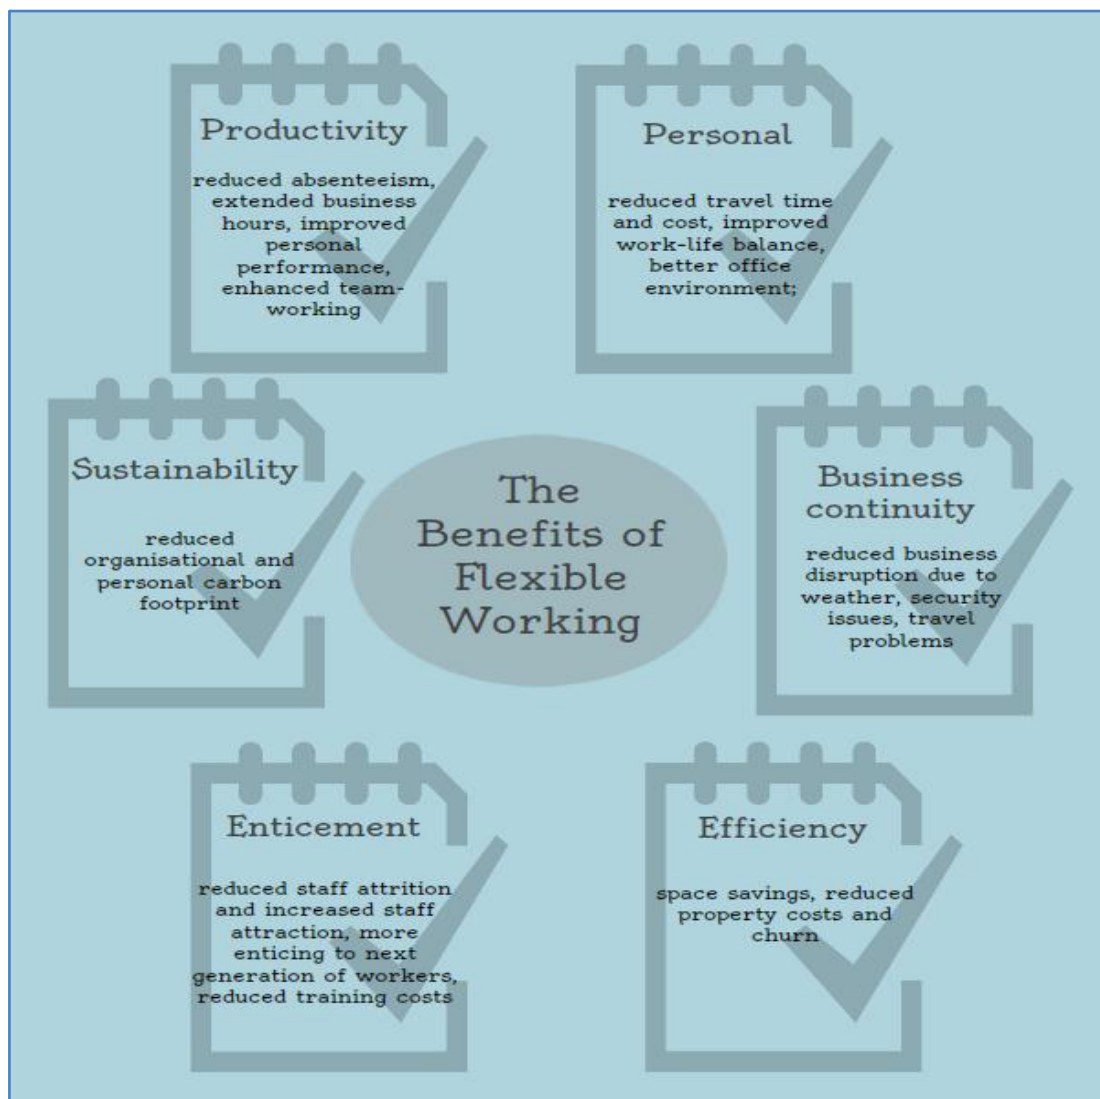 Productivity
reduced absenteeism,
extended business
hours, improved
personal
performance,
enhanced team-
working
Personal
reduced travel time
and cost, improved
work-life balance,
better office
environment;
Sustainability
reduced
organisational and
personal carbon
footprint
The
Benefits of
Flexible
Working
Business
continuity
reduced business
disruption due to
weather, security
issues, travel
problems
Enticement
reduced staff attrition
and increased staff
attraction, more
enticing to next
generation of workers,
reduced training costs
Efficiency
space savings, reduced
property costs and
churn